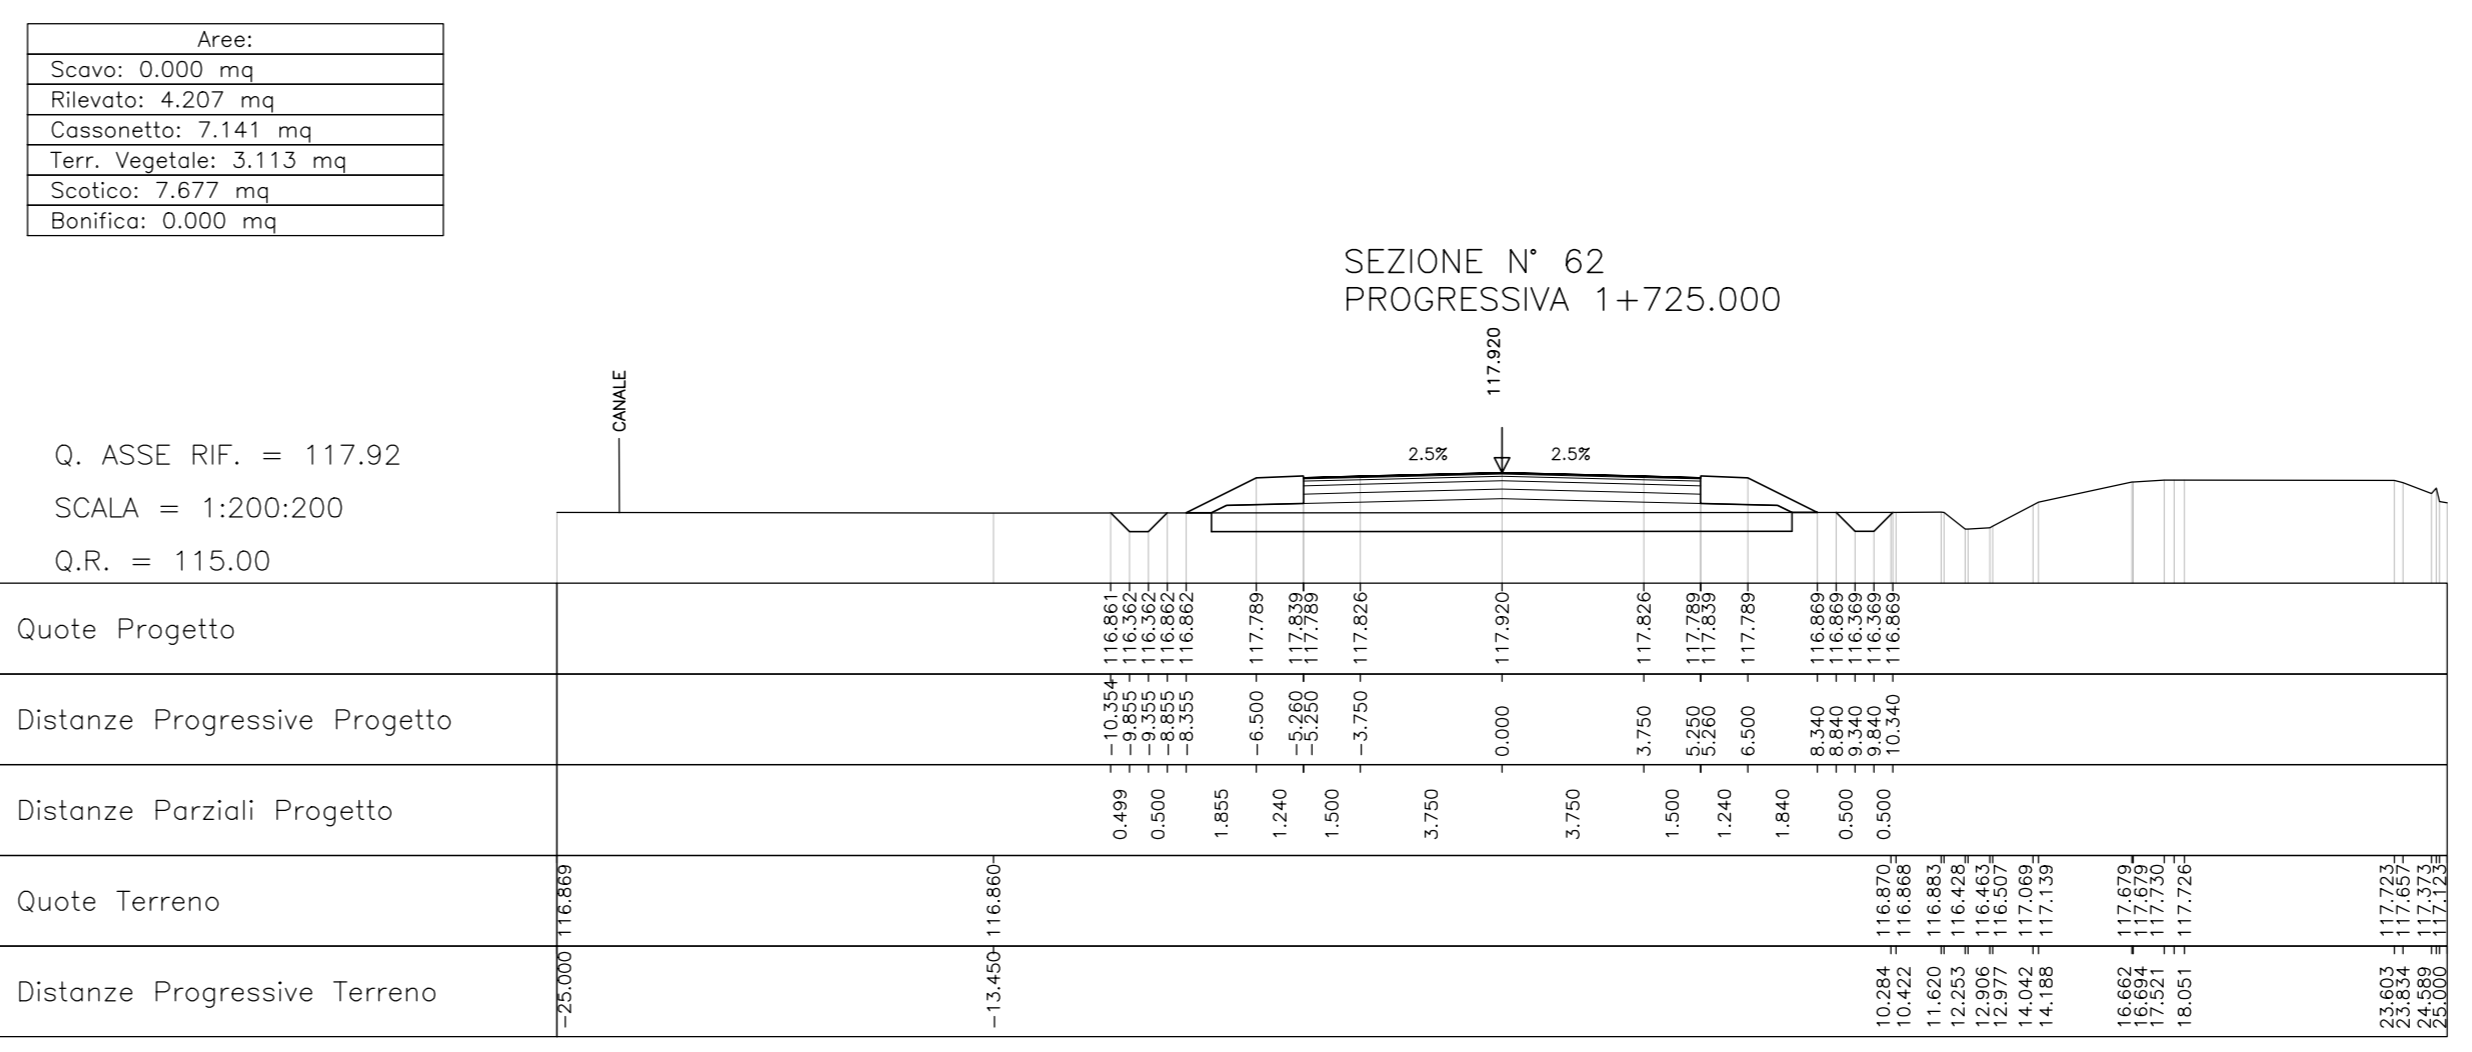 Aree:
Scavo: 0.000 mq
Rilevato: 4.207 mq
Cassonetto: 7.141 mq
Terr. Vegetale: 3.113 mq
Scotico: 7.677 mq
Bonifica: 0.000 mq
SEZIONE N° 62
PROGRESSIVA 1+725.000
117.920
CANALE
Q. ASSE RIF. = 117.92
SCALA = 1:200:200
Q.R. = 115.00
2.5% 2.5%
Quote Progetto 116.861 116.362 116.362 116.862 116.862 117.789 117.839 117.789 117.826 117.920 117.826 117.789 117.839 117.789 116.869 116.869 116.369 116.369 116.869
Distanze Progressive Progetto -10.354 -9.855 -9.355 -8.855 -8.355 -6.500 -5.260 -5.250 -3.750 0.000 3.750 5.250 5.260 6.500 8.340 8.840 9.340 9.840 10.340
Distanze Parziali Progetto 0.499 0.500 1.855 1.240 1.500 3.750 3.750 1.500 1.240 1.840 0.500 0.500
Quote Terreno 116.869 116.860 116.870 116.868 116.883 116.428 116.463 116.507 117.069 117.139 117.679 117.679 117.730 117.726 117.723 117.657 117.373 117.123
Distanze Progressive Terreno -25.000 -13.450 10.284 10.422 11.620 12.253 12.906 12.977 14.042 14.188 16.662 16.694 17.521 18.051 23.603 23.834 24.589 25.000